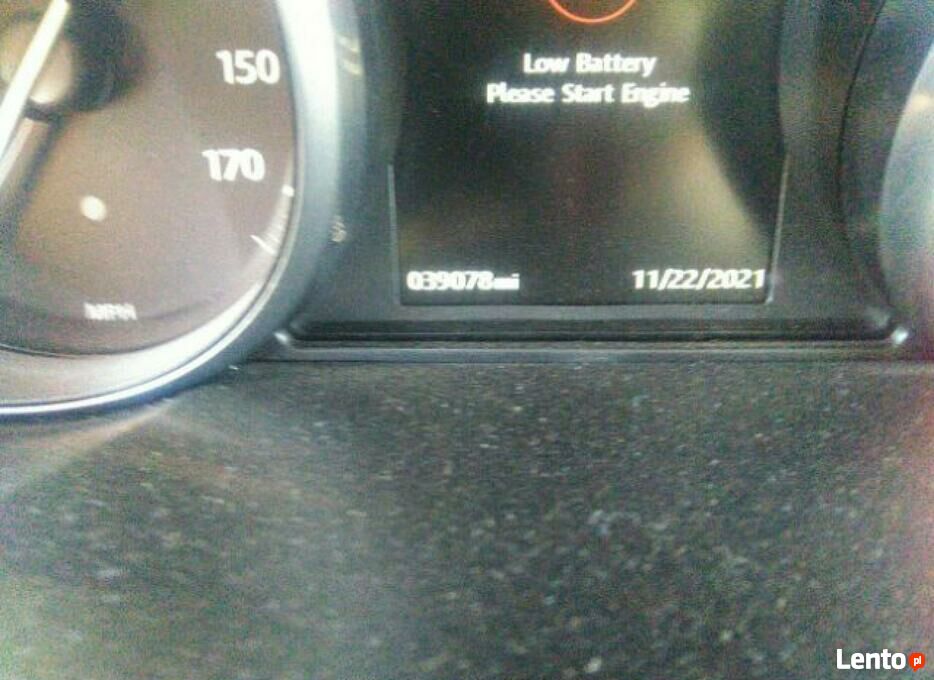 150
170
MPH
Low Battery
Please Start Engine
039078mi
11/22/2021
Lento pl